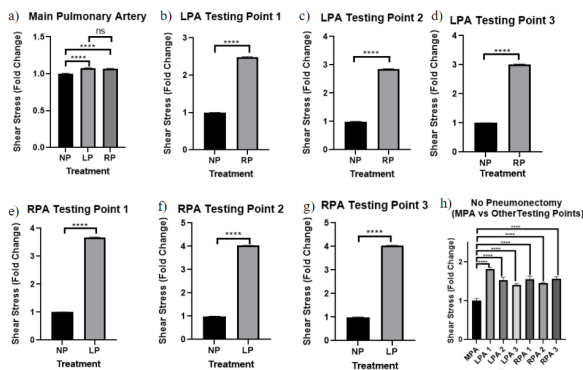 a) Main Pulmonary Artery
Shear Stress (Fold Change)
1.5
1.0
0.5
0.0
ns
****
****
NP LP RP
Treatment
b) LPA Testing Point 1
Shear Stress (Fold Change)
3
2
1
0
****
NP RP
Treatment
c) LPA Testing Point 2
Shear Stress (Fold Change)
4
3
2
1
0
****
NP RP
Treatment
d) LPA Testing Point 3
Shear Stress (Fold Change)
4
3
2
1
0
****
NP RP
Treatment
e) RPA Testing Point 1
Shear Stress (Fold Change)
4
3
2
1
0
****
NP LP
Treatment
f) RPA Testing Point 2
Shear Stress (Fold Change)
5
4
3
2
1
0
****
NP LP
Treatment
g) RPA Testing Point 3
Shear Stress (Fold Change)
5
4
3
2
1
0
****
NP LP
Treatment
h) No Pneumonectomy
(MPA vs OtherTesting Points)
Shear Stress (Fold Change)
2
1
0
****
****
****
****
****
****
MPA LPA 1 LPA 2 LPA 3 RPA 1 RPA 2 RPA 3